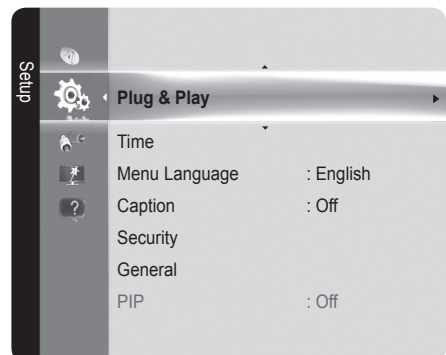 Setup
Plug & Play
Time
Menu Language : English
Caption : Off
Security
General
PIP : Off